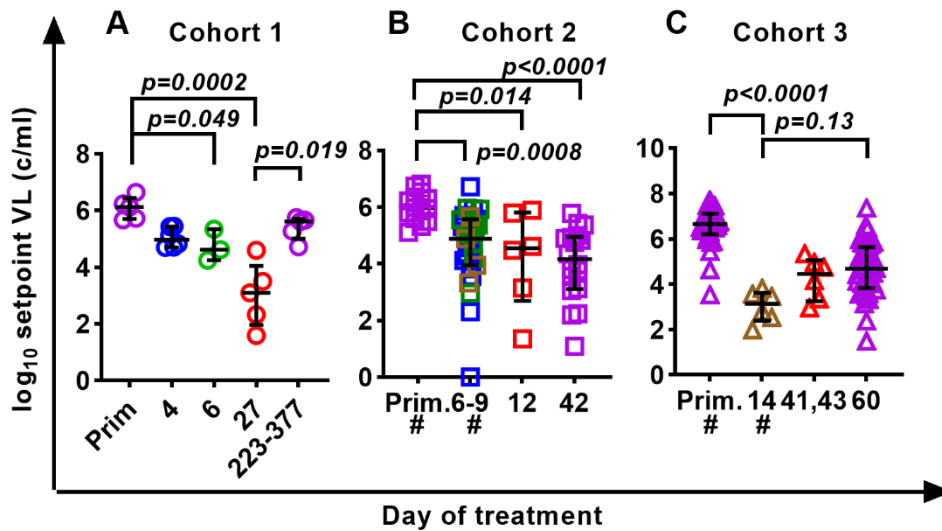 A Cohort 1
p=0.0002
p=0.049
p=0.019
8
6
4
2
0
Prim 4 6 27 223-377
B Cohort 2
p<0.0001
p=0.014
p=0.0008
8
6
4
2
0
Prim. 6-9 12 42
# #
C Cohort 3
p<0.0001
p=0.13
10
8
6
4
2
0
Prim. 14 41,43 60
# #
log₁₀ setpoint VL (c/ml)
Day of treatment